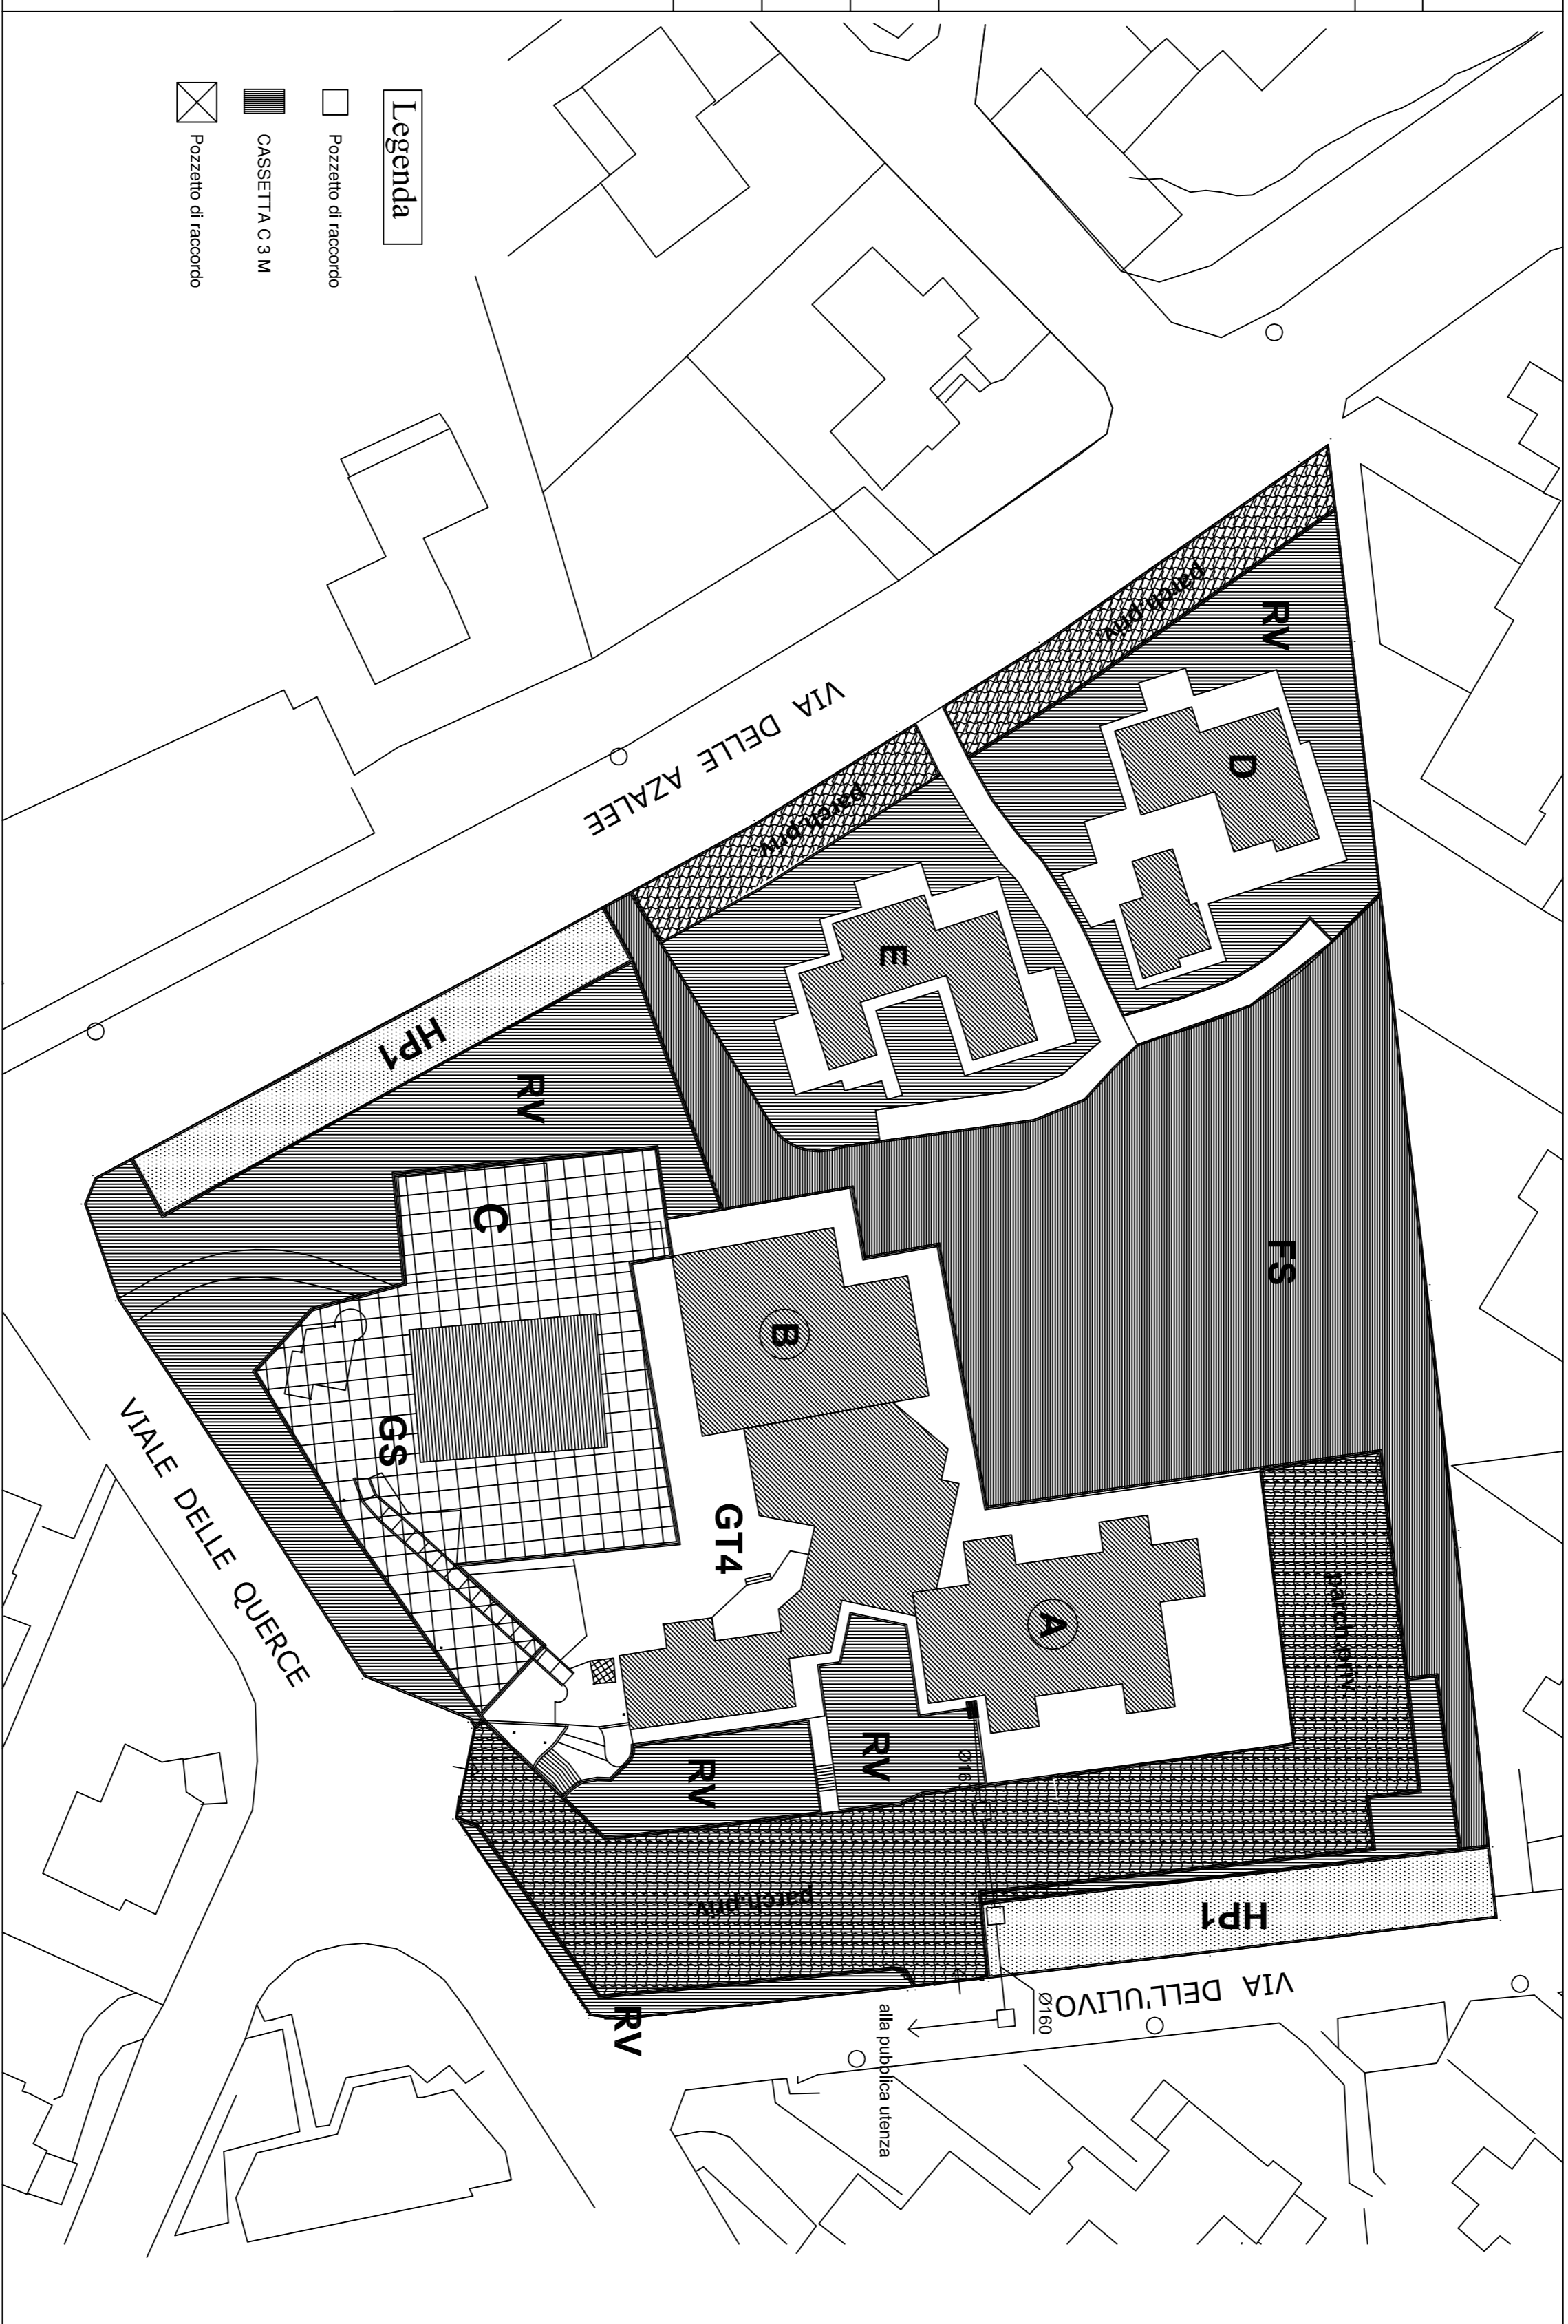 Legenda
Pozzetto di raccordo
CASSETTA C 3 M
Pozzetto di raccordo
VIA DELLE AZALEE
parch.priv.
RV
D
parch.priv.
E
HP1
RV
C
FS
B
GS
GT4
VIALE DELLE QUERCE
A
parch.priv.
RV
RV
Ø160
parch.priv.
HP1
RV
Ø160
VIA DELL'ULIVO
alla pubblica utenza